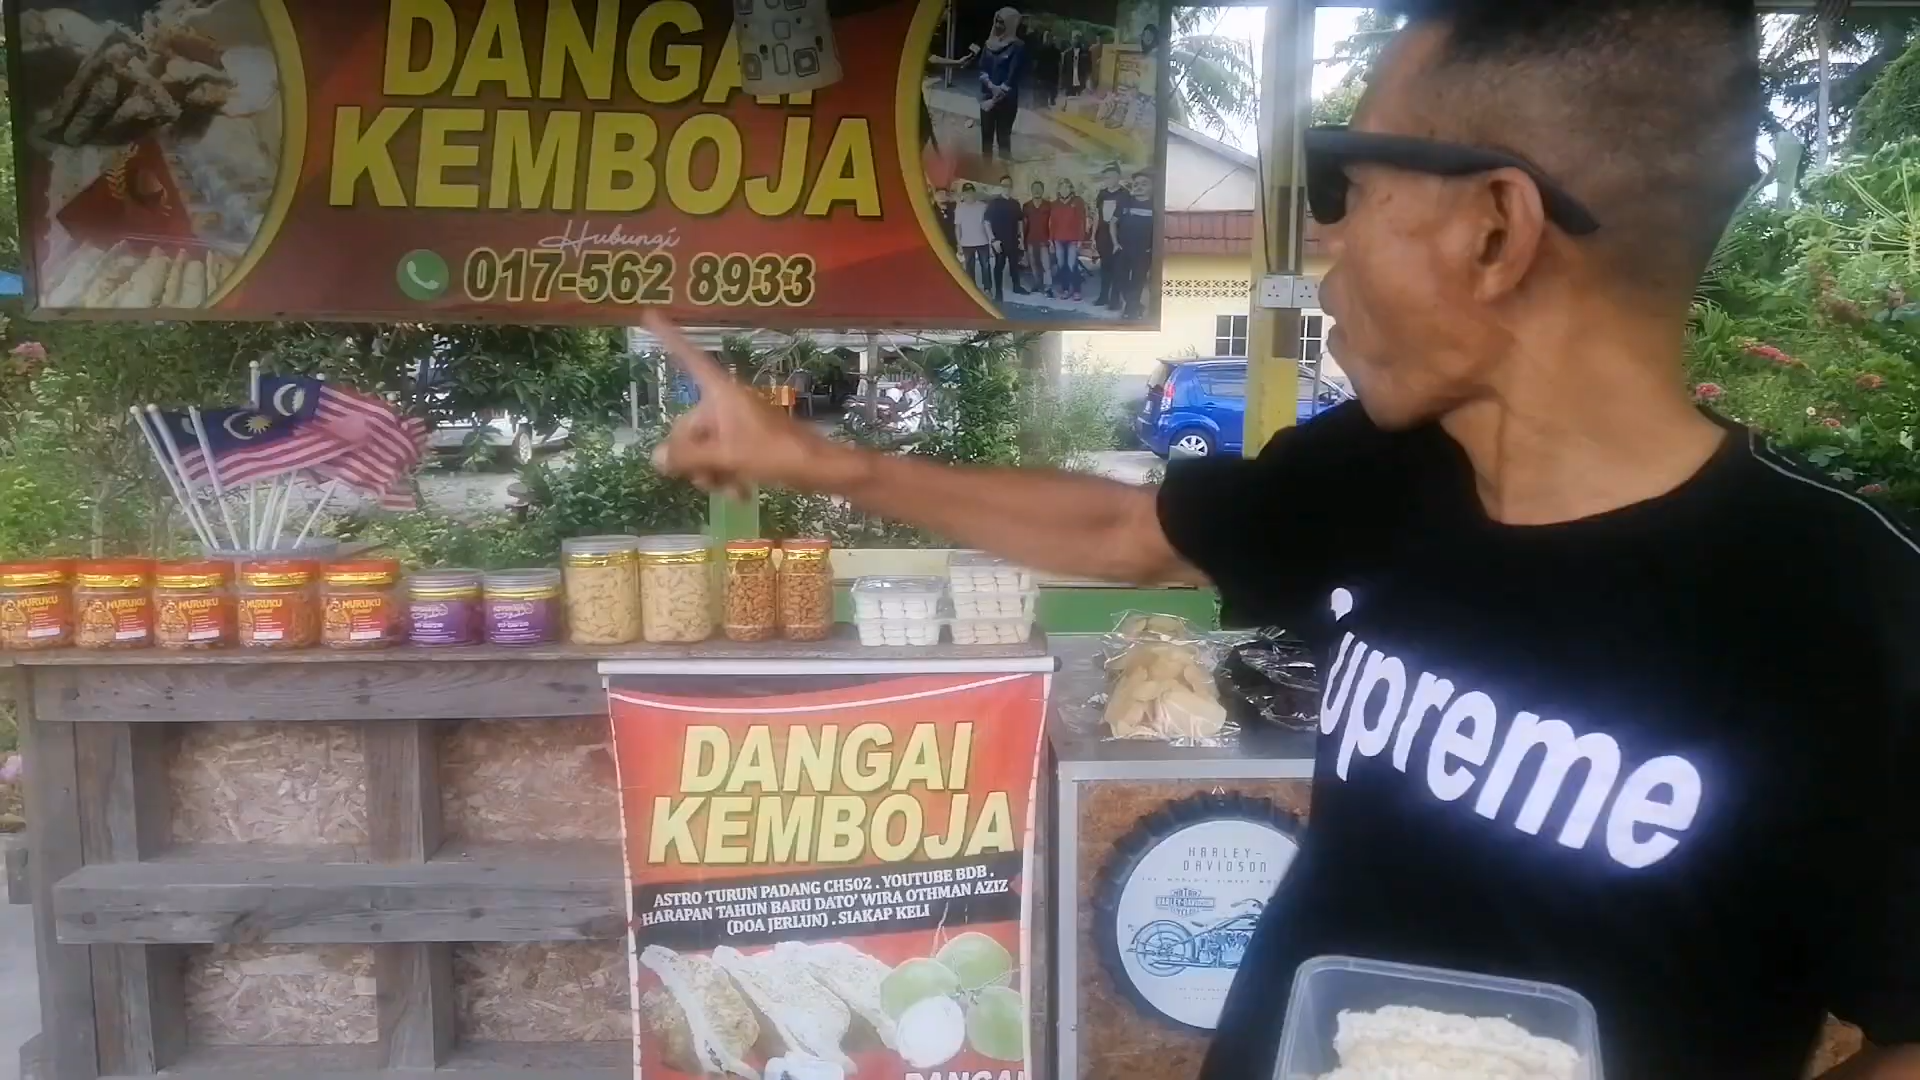 DANGAI
KEMBOJA
Hubungi
017-562 8933
MURUKU
MURUKU
MURUKU
MURUKU
MURUKU
DANGAI
KEMBOJA
ASTRO TURUN PADANG CH502 . YOUTUBE BDB .
HARAPAN TAHUN BARU DATO' WIRA OTHMAN AZIZ
(DOA JERLUN) . SIAKAP KELI
DANGAI
HARLEY-
DAVIDSON
upreme